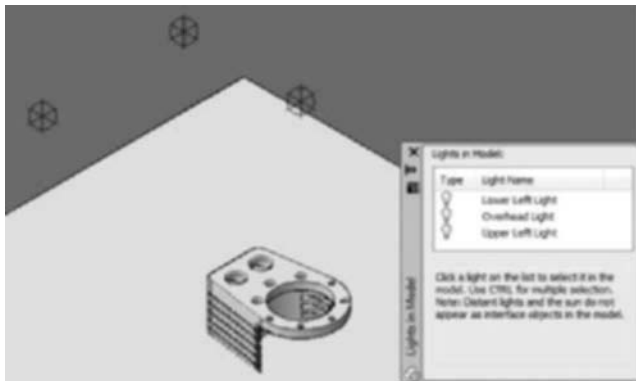 Lights in Model:
Type Light Name
Lower Left Light
Overhead Light
Upper Left Light
Click a light on the list to select it in the
model. Use CTRL for multiple selection.
Note: Distant lights and the sun do not
appear as interface objects in the model.
Lights in Model